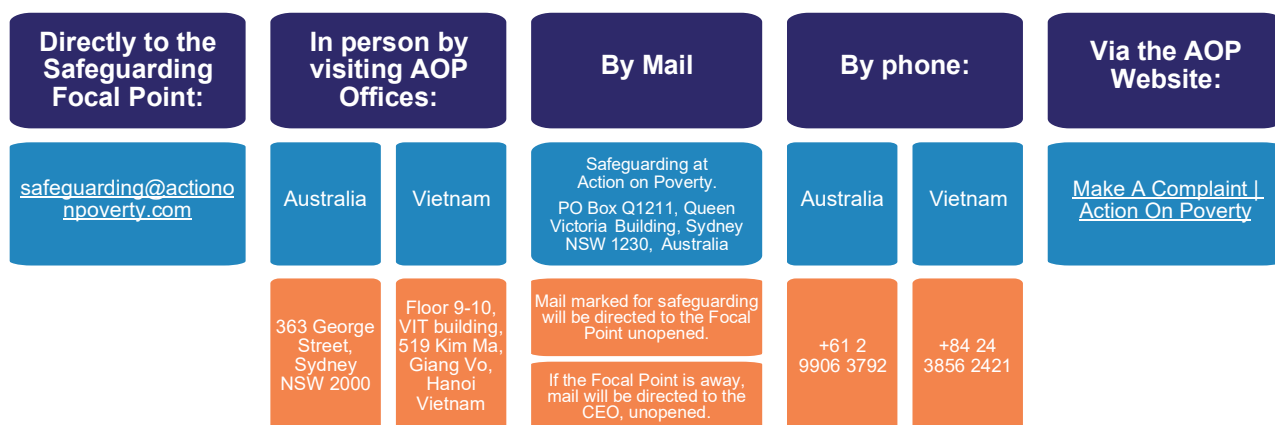 Directly to the
Safeguarding
Focal Point:
safeguarding@actiono
npoverty.com
In person by
visiting AOP
Offices:
Australia
363 George
Street,
Sydney
NSW 2000
Vietnam
Floor 9-10,
VIT building,
519 Kim Ma,
Giang Vo,
Hanoi
Vietnam
By Mail
Safeguarding at
Action on Poverty.
PO Box Q1211, Queen
Victoria Building, Sydney
NSW 1230, Australia
Mail marked for safeguarding
will be directed to the Focal
Point unopened.
If the Focal Point is away,
mail will be directed to the
CEO, unopened.
By phone:
Australia
+61 2
9906 3792
Vietnam
+84 24
3856 2421
Via the AOP
Website:
Make A Complaint |
Action On Poverty